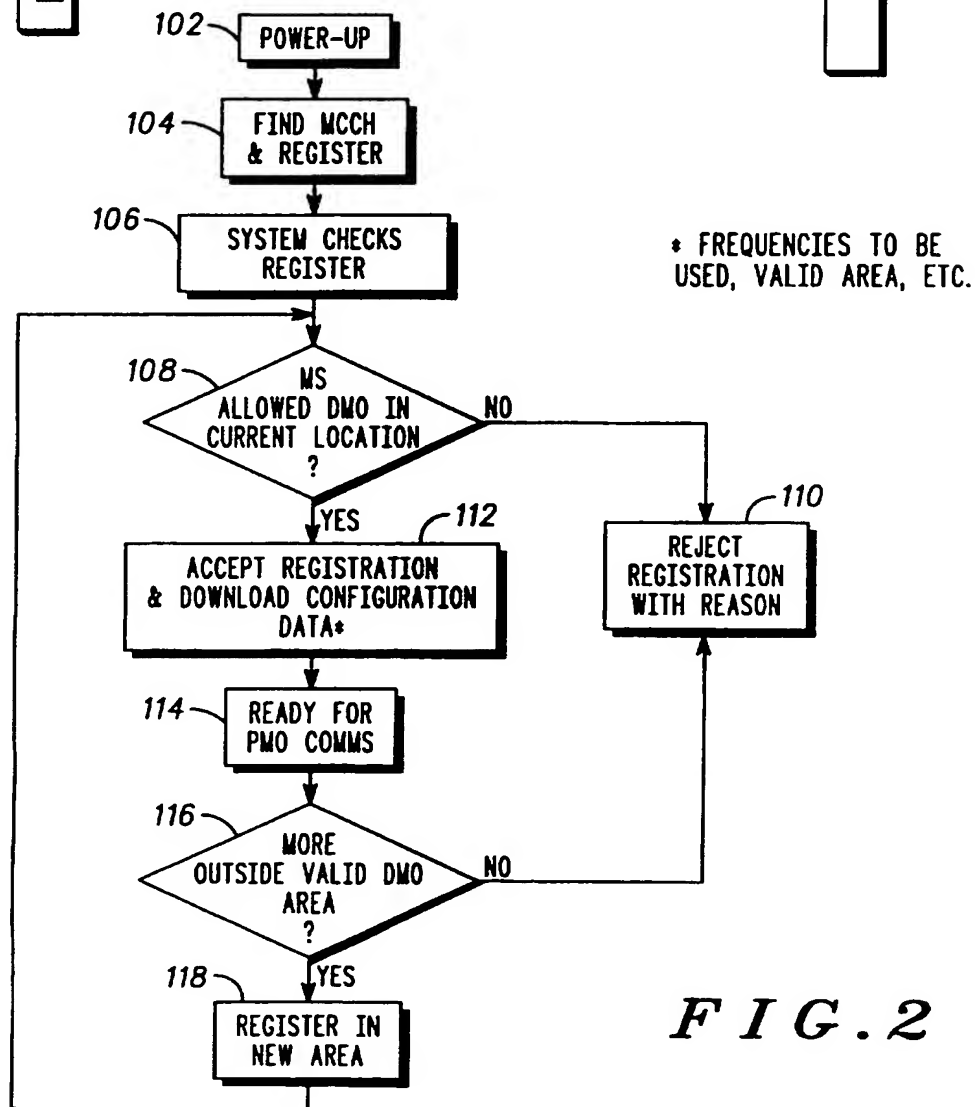 102
POWER-UP
104
FIND MCCH
& REGISTER
106
SYSTEM CHECKS
REGISTER
* FREQUENCIES TO BE
USED, VALID AREA, ETC.
108
MS
ALLOWED DMO IN
CURRENT LOCATION
?
NO
YES
110
REJECT
REGISTRATION
WITH REASON
112
ACCEPT REGISTRATION
& DOWNLOAD CONFIGURATION
DATA*
114
READY FOR
PMO COMMS
116
MORE
OUTSIDE VALID DMO
AREA
?
NO
YES
118
REGISTER IN
NEW AREA
FIG.2